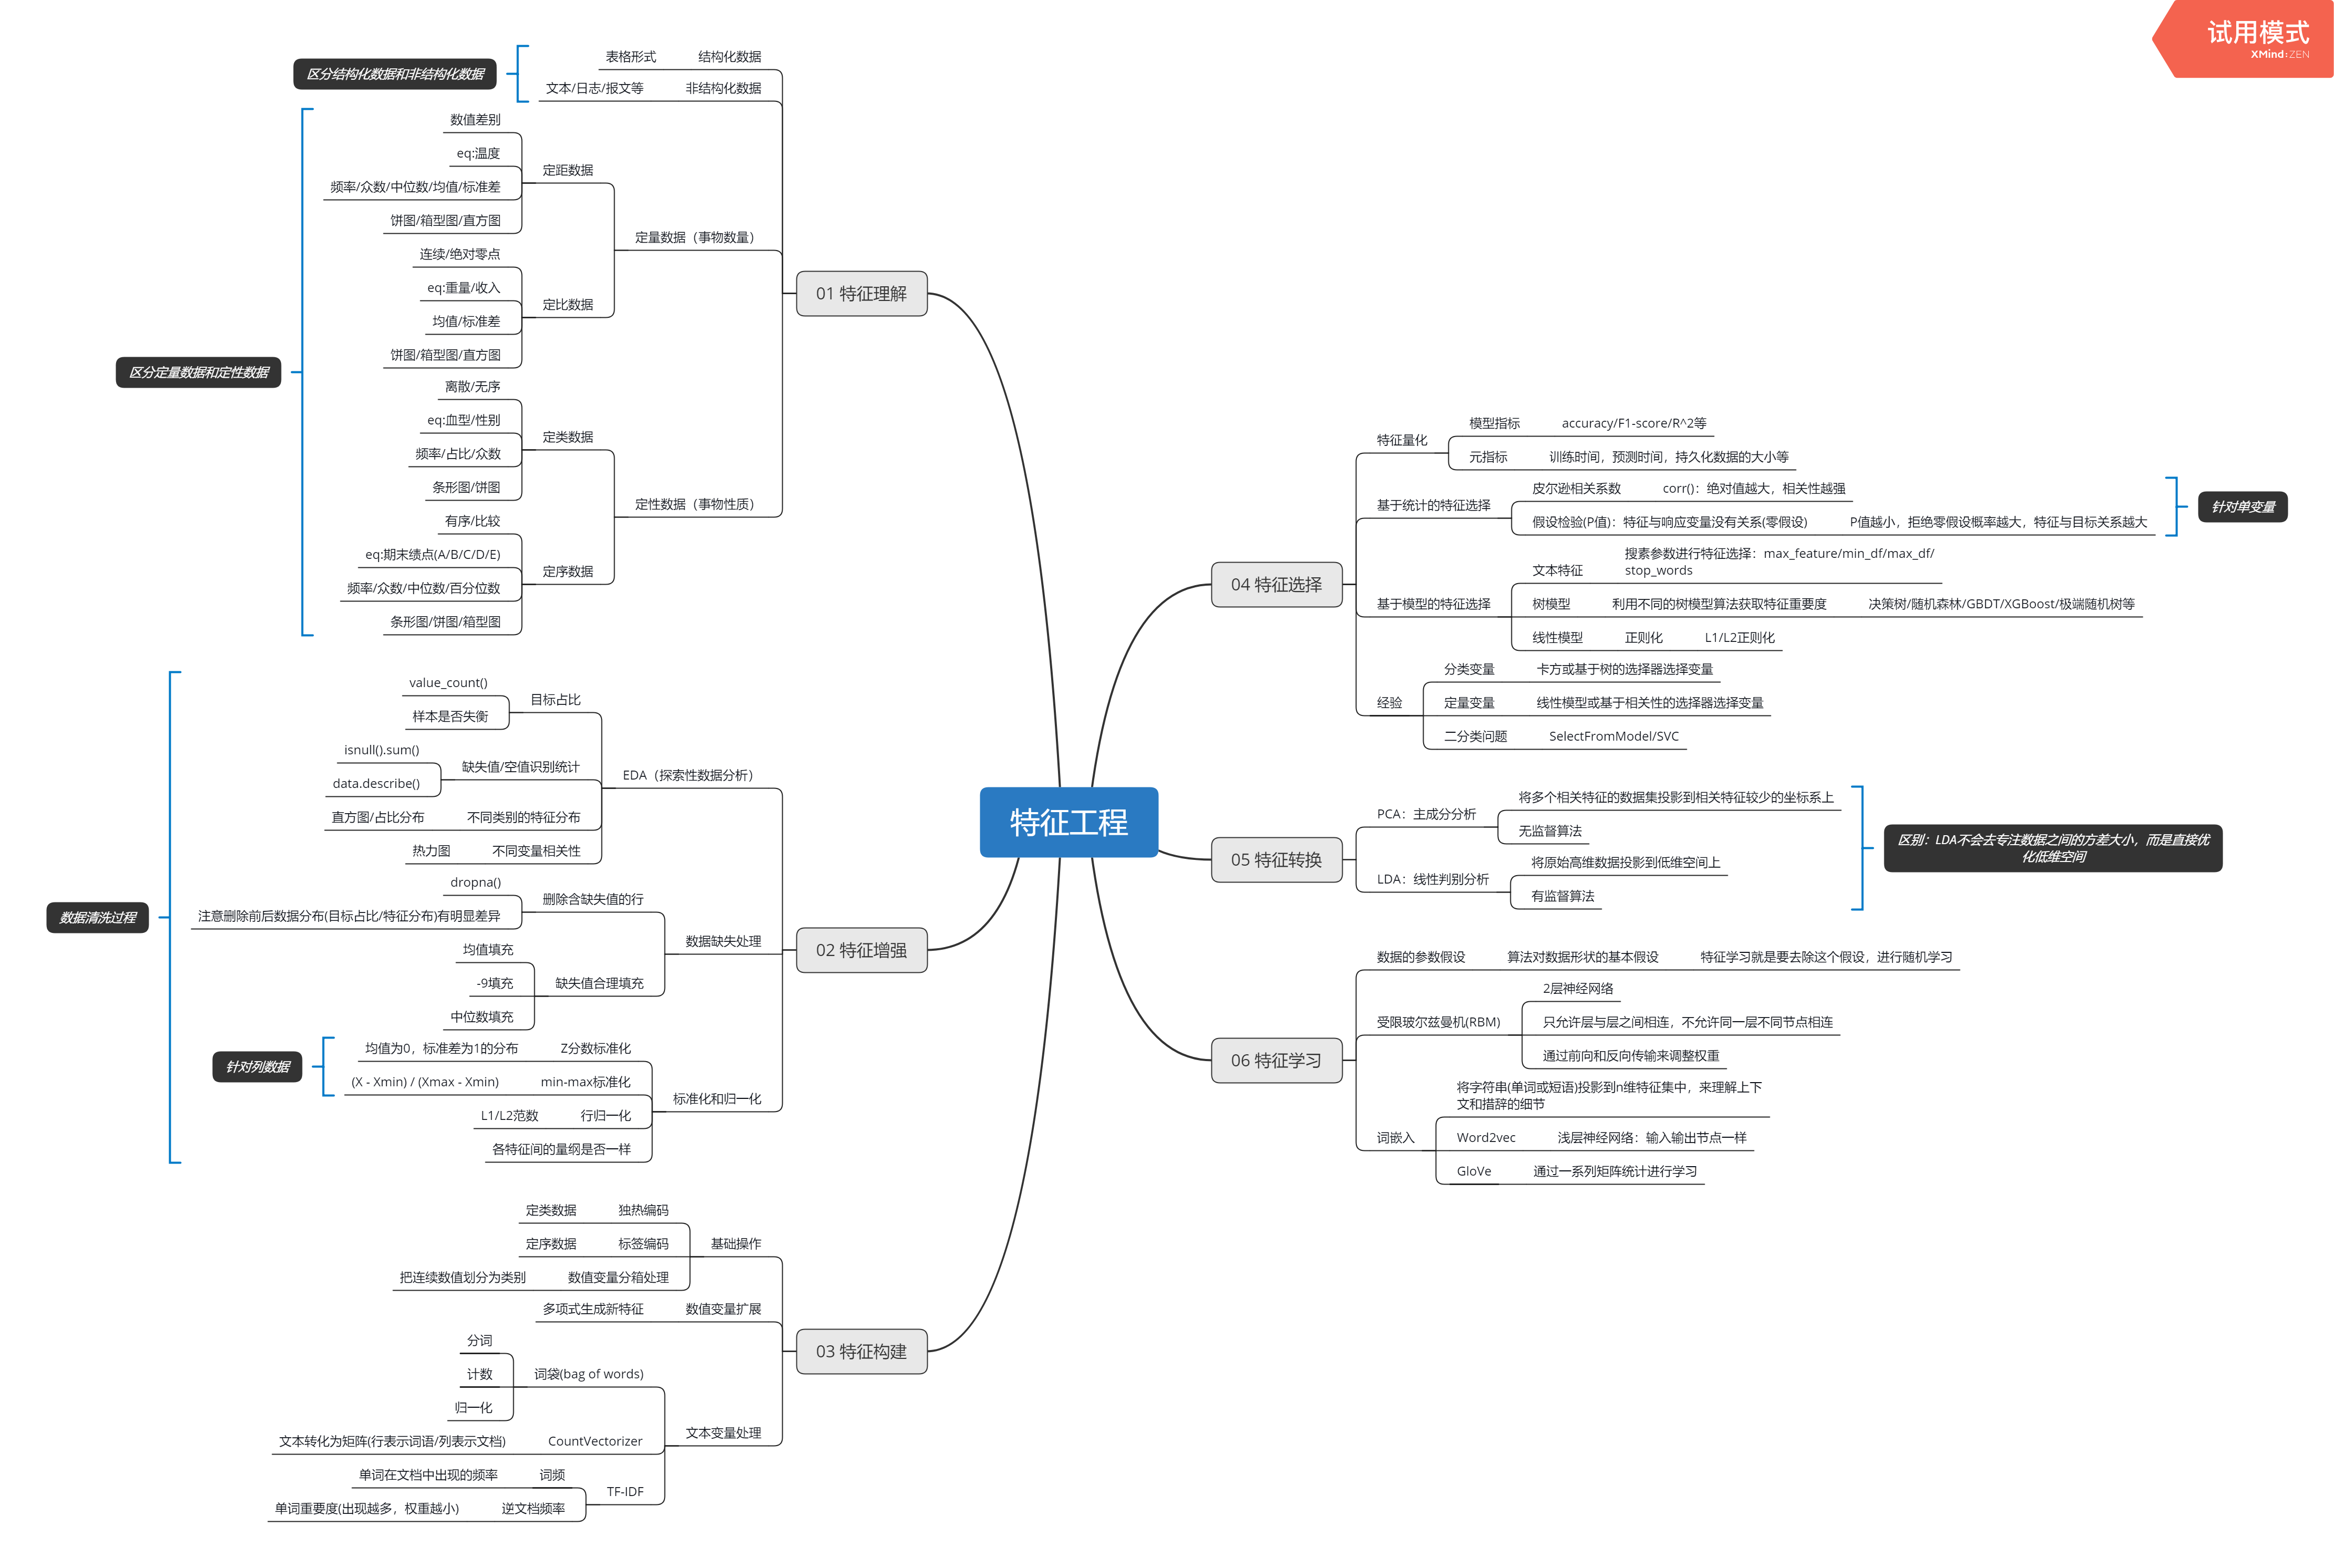 试用模式
XMind:ZEN
特征工程
01 特征理解
结构化数据
表格形式
非结构化数据
文本/日志/报文等
区分结构化数据和非结构化数据
定量数据（事物数量）
定距数据
数值差别
eq:温度
频率/众数/中位数/均值/标准差
饼图/箱型图/直方图
定比数据
连续/绝对零点
eq:重量/收入
均值/标准差
饼图/箱型图/直方图
定性数据（事物性质）
定类数据
离散/无序
eq:血型/性别
频率/占比/众数
条形图/饼图
定序数据
有序/比较
eq:期末绩点(A/B/C/D/E)
频率/众数/中位数/百分位数
条形图/饼图/箱型图
区分定量数据和定性数据
02 特征增强
EDA（探索性数据分析）
目标占比
value_count()
样本是否失衡
缺失值/空值识别统计
isnull().sum()
data.describe()
不同类别的特征分布
直方图/占比分布
不同变量相关性
热力图
数据缺失处理
删除含缺失值的行
dropna()
注意删除前后数据分布(目标占比/特征分布)有明显差异
缺失值合理填充
均值填充
-9填充
中位数填充
标准化和归一化
Z分数标准化
均值为0，标准差为1的分布
min-max标准化
(X - Xmin) / (Xmax - Xmin)
针对列数据
行归一化
L1/L2范数
各特征间的量纲是否一样
数据清洗过程
03 特征构建
基础操作
独热编码
定类数据
标签编码
定序数据
数值变量分箱处理
把连续数值划分为类别
数值变量扩展
多项式生成新特征
文本变量处理
词袋(bag of words)
分词
计数
归一化
CountVectorizer
文本转化为矩阵(行表示词语/列表示文档)
TF-IDF
词频
单词在文档中出现的频率
逆文档频率
单词重要度(出现越多，权重越小)
04 特征选择
特征量化
模型指标
accuracy/F1-score/R^2等
元指标
训练时间，预测时间，持久化数据的大小等
基于统计的特征选择
皮尔逊相关系数
corr()：绝对值越大，相关性越强
假设检验(P值)：特征与响应变量没有关系(零假设)
P值越小，拒绝零假设概率越大，特征与目标关系越大
针对单变量
基于模型的特征选择
文本特征
搜素参数进行特征选择：max_feature/min_df/max_df/
stop_words
树模型
利用不同的树模型算法获取特征重要度
决策树/随机森林/GBDT/XGBoost/极端随机树等
线性模型
正则化
L1/L2正则化
经验
分类变量
卡方或基于树的选择器选择变量
定量变量
线性模型或基于相关性的选择器选择变量
二分类问题
SelectFromModel/SVC
05 特征转换
PCA：主成分分析
将多个相关特征的数据集投影到相关特征较少的坐标系上
无监督算法
LDA：线性判别分析
将原始高维数据投影到低维空间上
有监督算法
区别：LDA不会去专注数据之间的方差大小，而是直接优
化低维空间
06 特征学习
数据的参数假设
算法对数据形状的基本假设
特征学习就是要去除这个假设，进行随机学习
受限玻尔兹曼机(RBM)
2层神经网络
只允许层与层之间相连，不允许同一层不同节点相连
通过前向和反向传输来调整权重
词嵌入
将字符串(单词或短语)投影到n维特征集中，来理解上下
文和措辞的细节
Word2vec
浅层神经网络：输入输出节点一样
GloVe
通过一系列矩阵统计进行学习